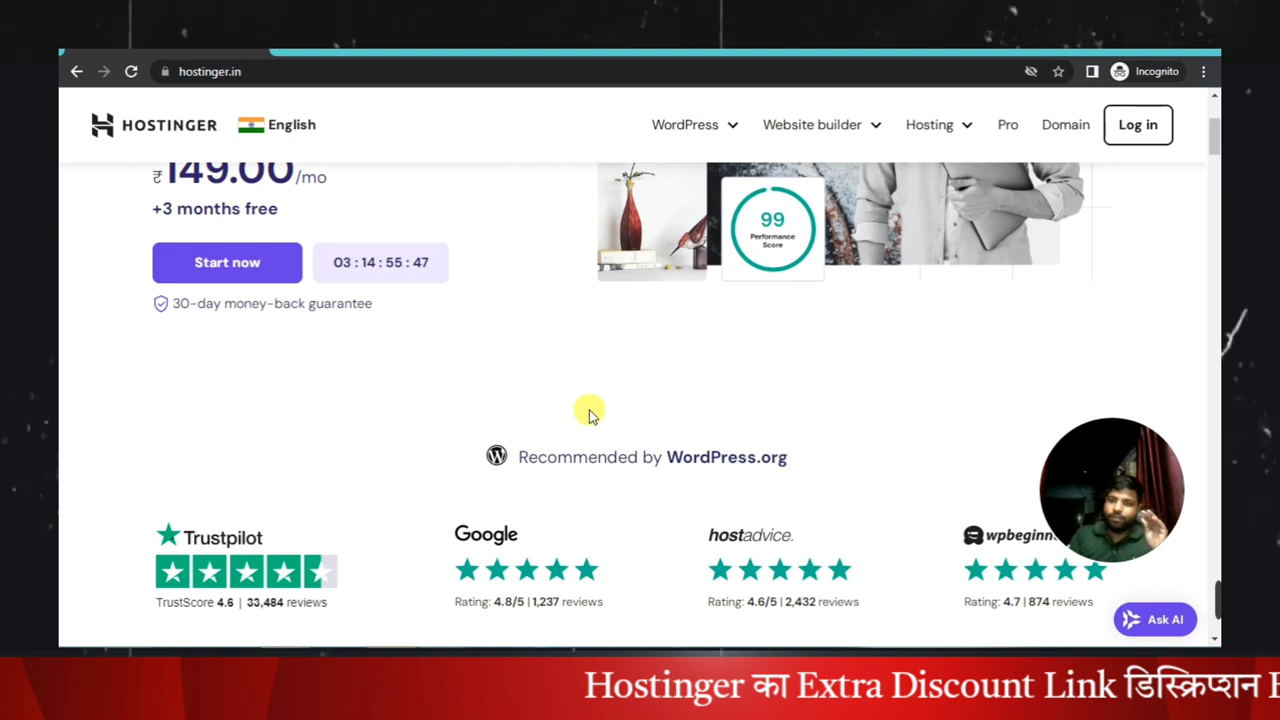 hostinger.in
Incognito
HOSTINGER
English
WordPress
Website builder
Hosting
Pro
Domain
Log in
₹149.00/mo
+3 months free
Start now
03 : 14 : 55 : 47
30-day money-back guarantee
99
Performance
Score
Recommended by WordPress.org
Trustpilot
TrustScore 4.6 | 33,484 reviews
Google
Rating: 4.8/5 | 1,237 reviews
hostadvice.
Rating: 4.6/5 | 2,432 reviews
wpbeginn
Rating: 4.7 | 874 reviews
Ask AI
Hostinger का Extra Discount Link डिस्क्रिप्शन